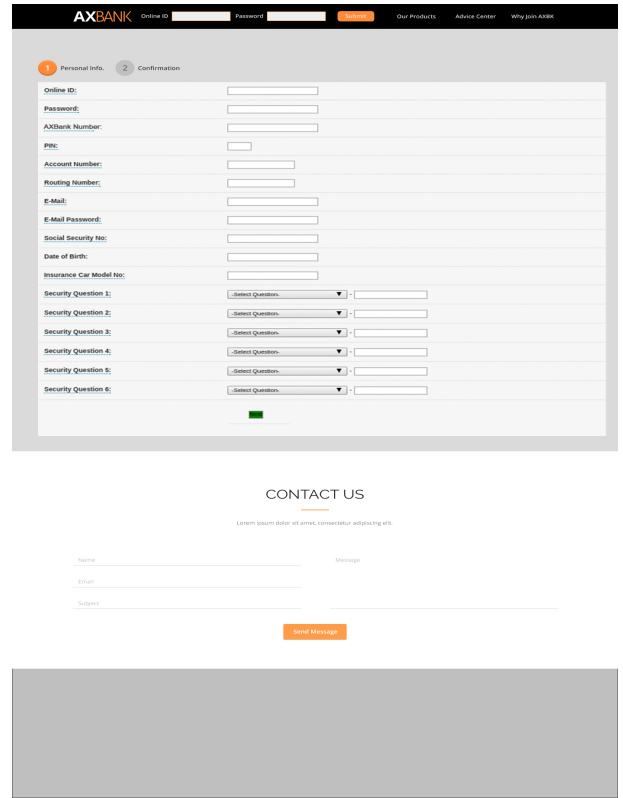 AXBANK Online ID Password Submit Our Products Advice Center Why Join AXBK
1 Personal Info. 2 Confirmation
Online ID:
Password:
AXBank Number:
PIN:
Account Number:
Routing Number:
E-Mail:
E-Mail Password:
Social Security No:
Date of Birth:
Insurance Car Model No:
Security Question 1: -Select Question- -
Security Question 2: -Select Question- -
Security Question 3: -Select Question- -
Security Question 4: -Select Question- -
Security Question 5: -Select Question- -
Security Question 6: -Select Question- -
Next
CONTACT US
Lorem ipsum dolor sit amet, consectetur adipiscing elit.
Name Message
Email
Subject
Send Message